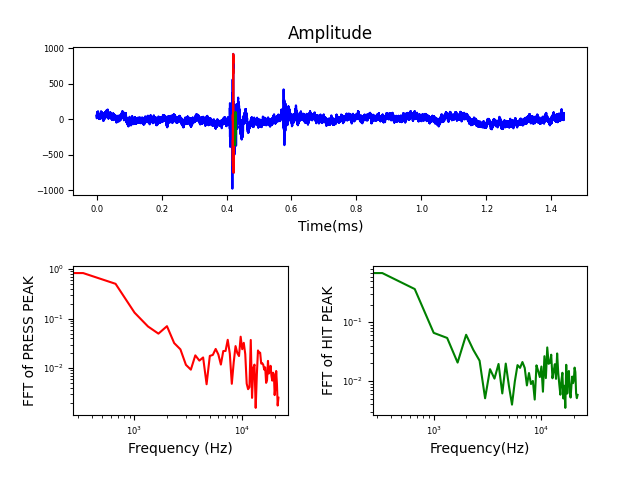 Amplitude
1000
500
0
−500
−1000
0.0 0.2 0.4 0.6 0.8 1.0 1.2 1.4
Time(ms)
FFT of PRESS PEAK
10⁰
10⁻¹
10⁻²
10³ 10⁴
Frequency (Hz)
FFT of HIT PEAK
10⁻¹
10⁻²
10³ 10⁴
Frequency(Hz)